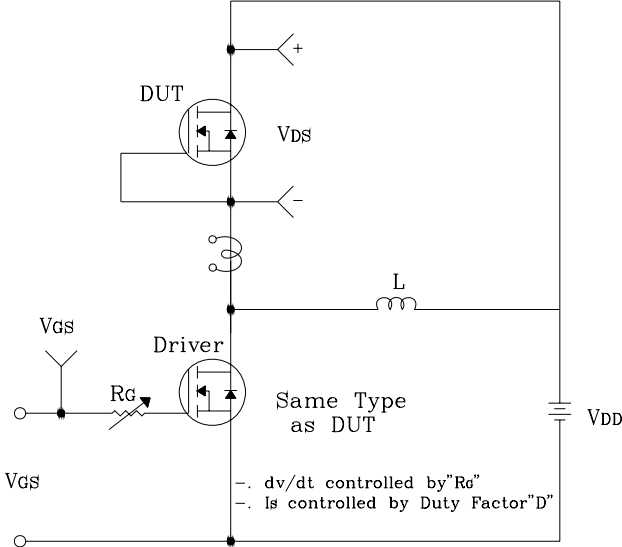 +
DUT
VDS
-
L
VGS
Driver
RG
Same Type
as DUT
VDD
VGS
-. dv/dt controlled by"RG"
-. Is controlled by Duty Factor"D"